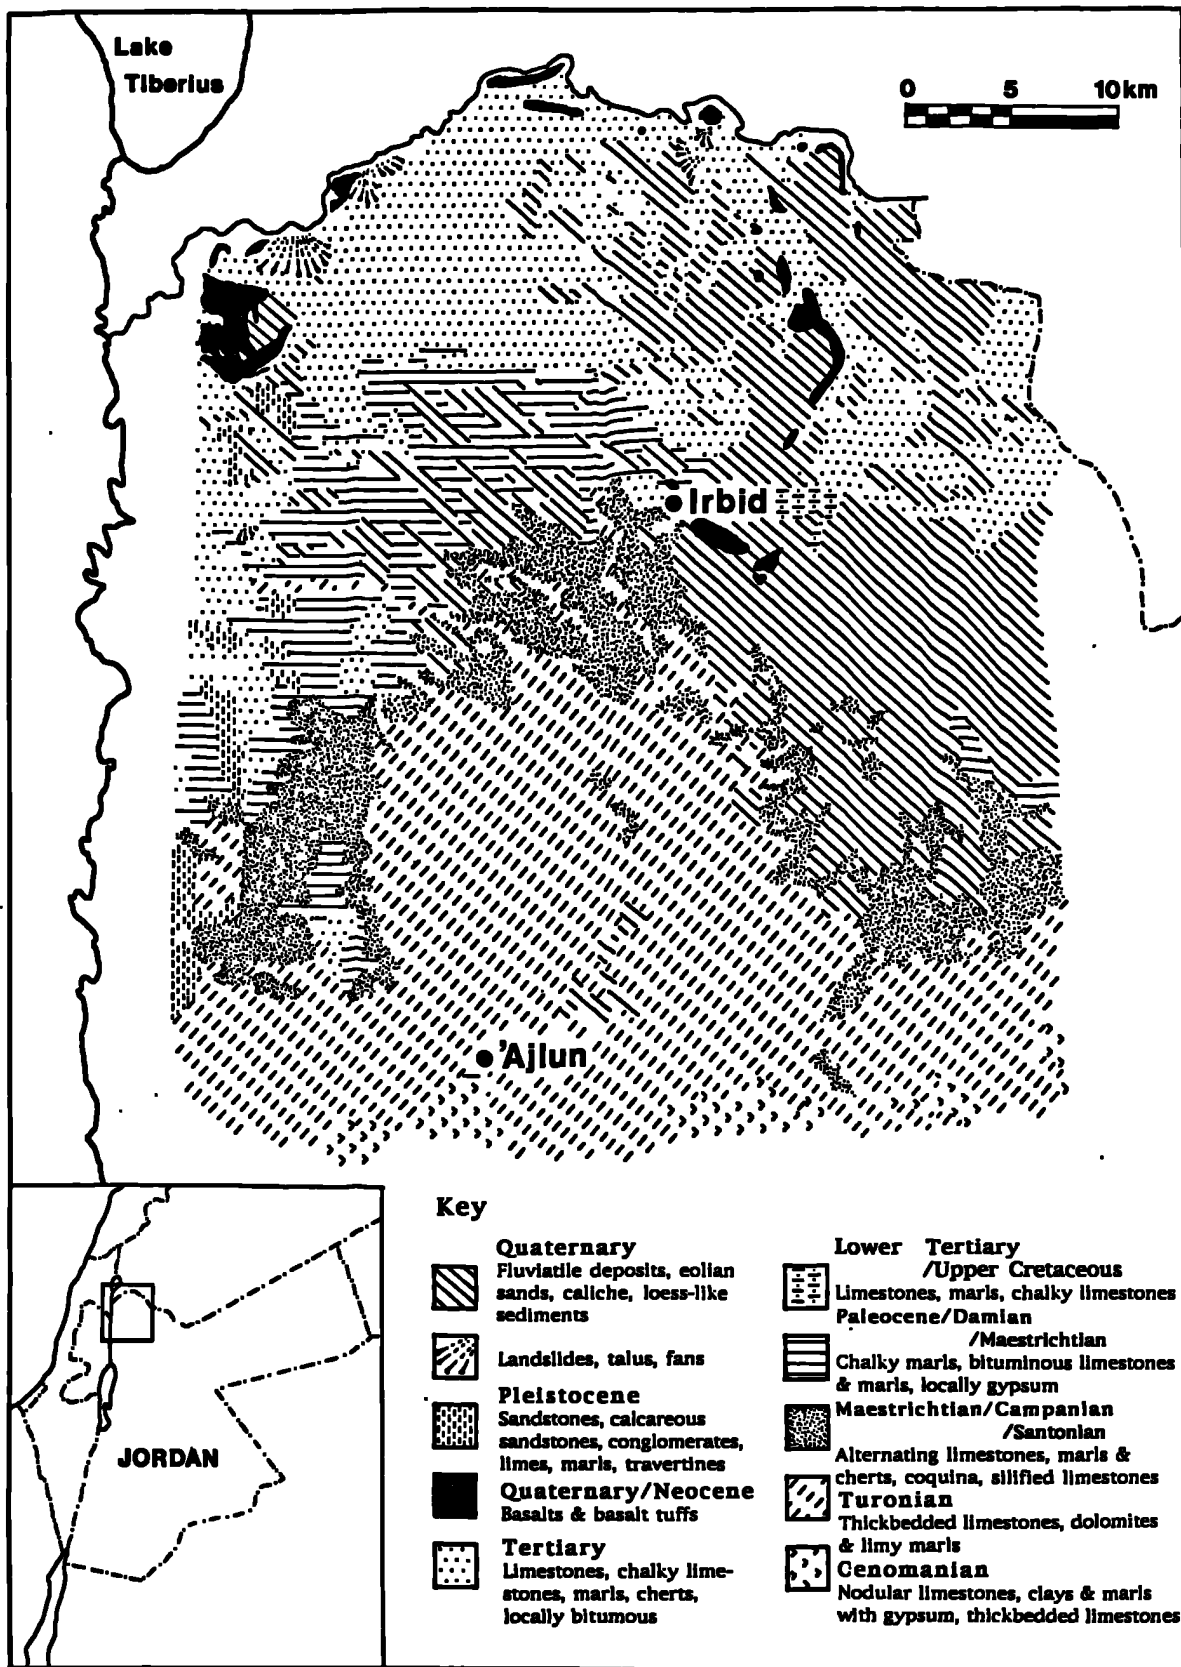 Lake
Tiberius
0 5 10 km
Irbid
'Ajlun
JORDAN
Key
Quaternary
Fluviatile deposits, eolian
sands, caliche, loess-like
sediments
Landslides, talus, fans
Pleistocene
Sandstones, calcareous
sandstones, conglomerates,
limes, marls, travertines
Quaternary/Neocene
Basalts & basalt tuffs
Tertiary
Limestones, chalky lime-
stones, marls, cherts,
locally bitumous
Lower Tertiary
/Upper Cretaceous
Limestones, marls, chalky limestones
Paleocene/Damian
/Maestrichtian
Chalky marls, bituminous limestones
& marls, locally gypsum
Maestrichtian/Campanian
/Santonian
Alternating limestones, marls &
cherts, coquina, silified limestones
Turonian
Thickbedded limestones, dolomites
& limy marls
Cenomanian
Nodular limestones, clays & marls
with gypsum, thickbedded limestones